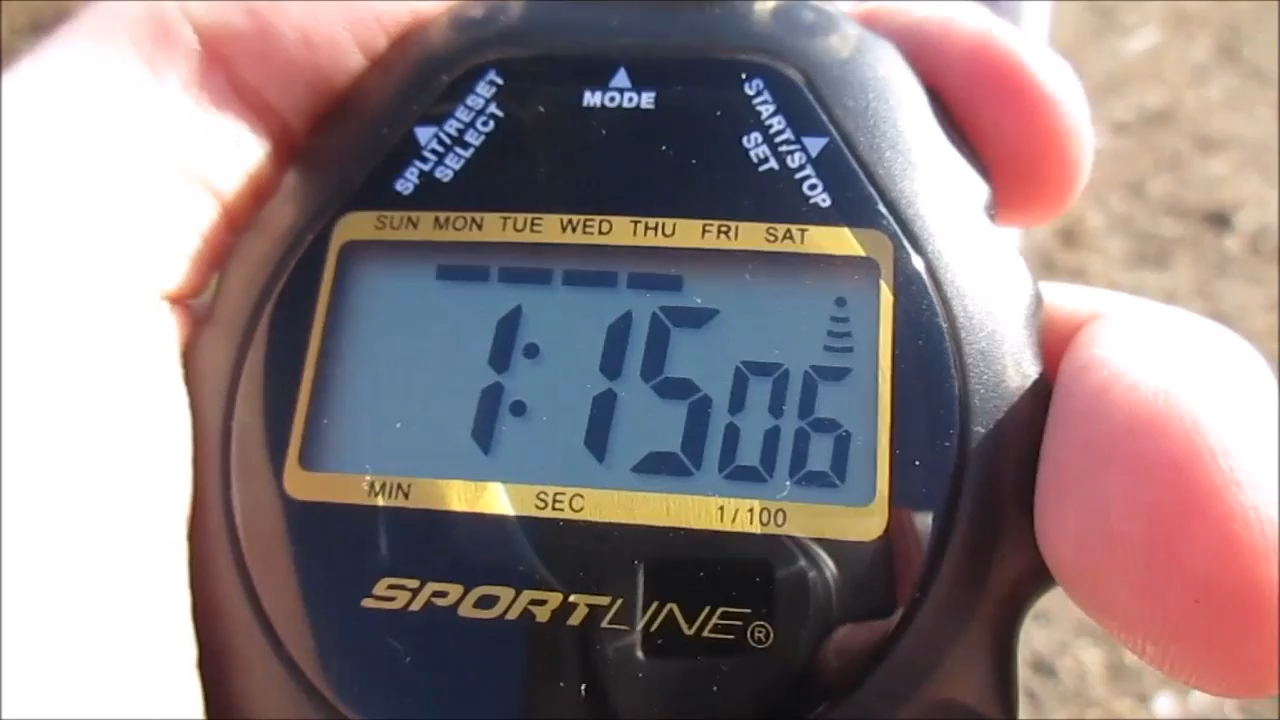 MODE
SPLIT/RESET
SELECT
START/STOP
SET
SUN MON TUE WED THU FRI SAT
1:15 06
MIN SEC 1/100
SPORTLINE®